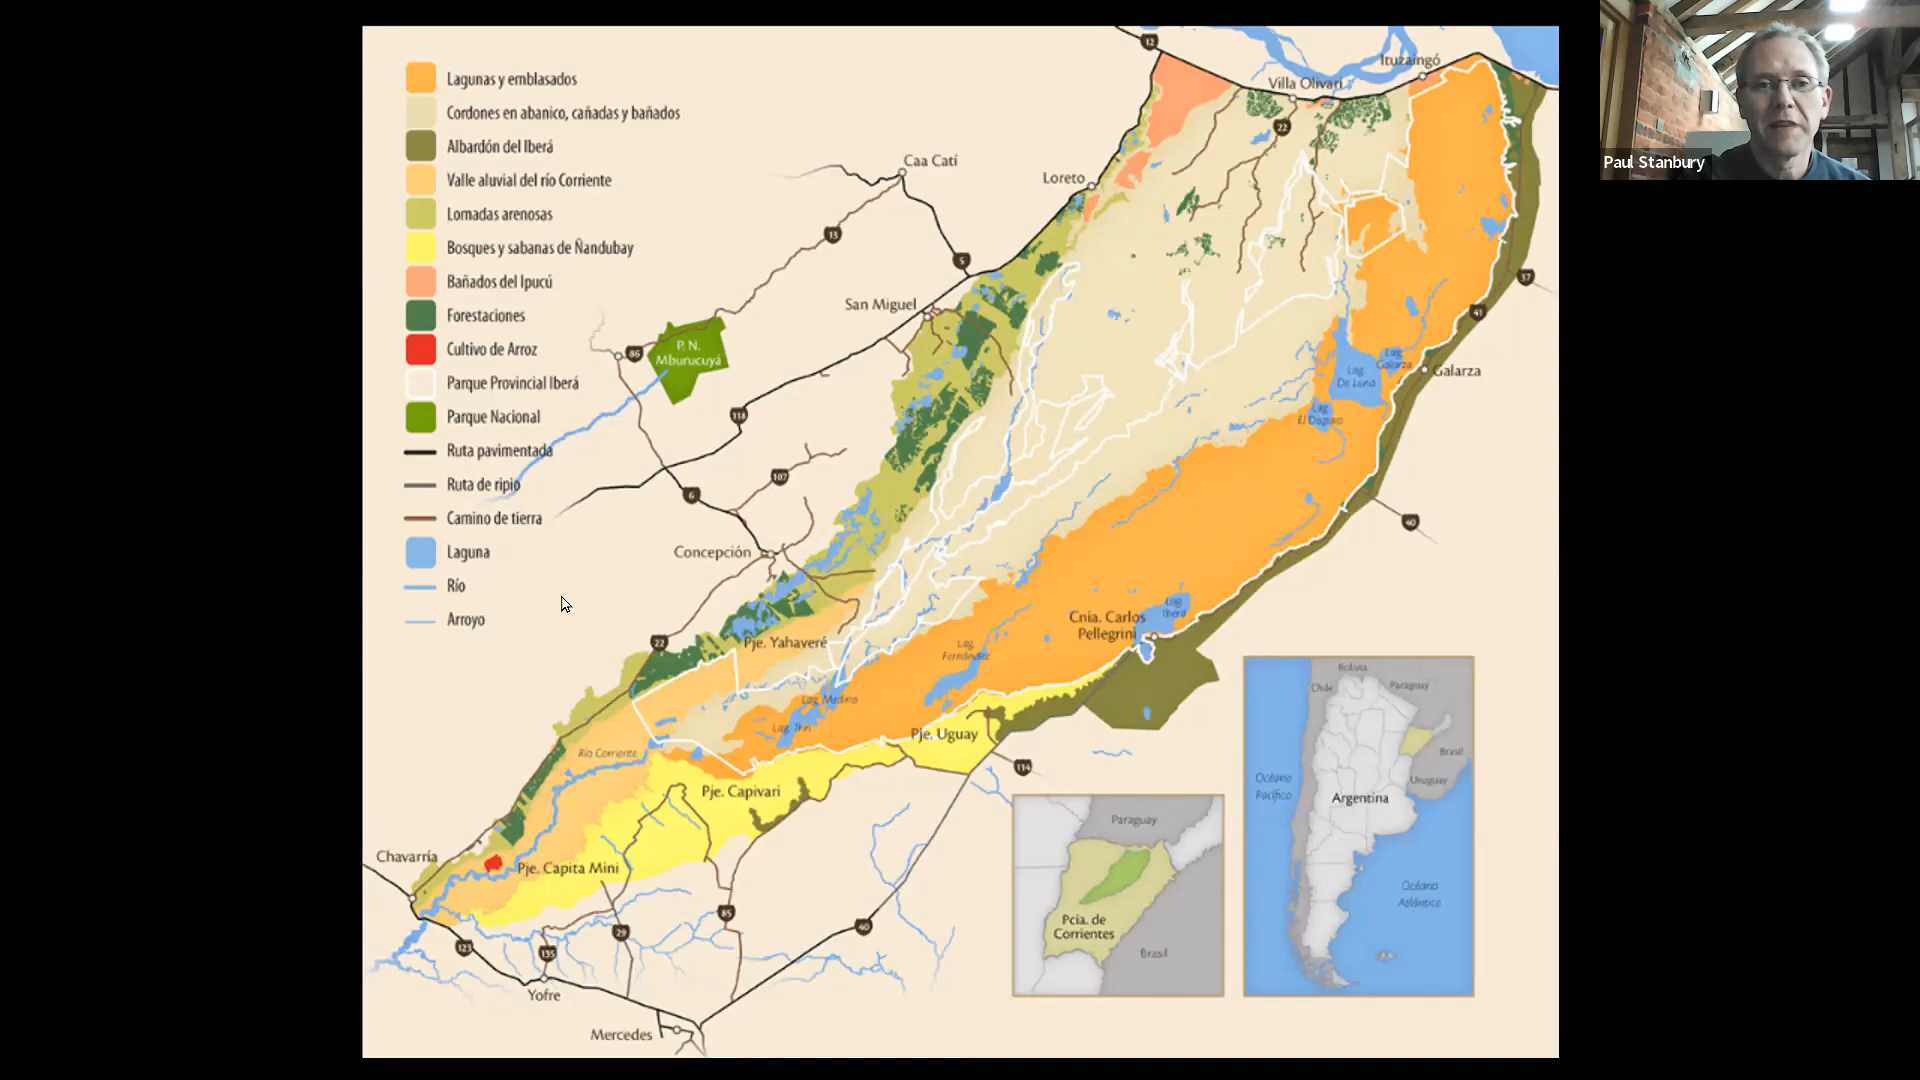 Lagunas y emblasados
Cordones en abanico, cañadas y bañados
Albardón del Iberá
Valle aluvial del río Corriente
Lomadas arenosas
Bosques y sabanas de Ñandubay
Bañados del Ipucú
Forestaciones
Cultivo de Arroz
Parque Provincial Iberá
Parque Nacional
Ruta pavimentada
Ruta de ripio
Camino de tierra
Laguna
Río
Arroyo
12
Ituzaingó
Villa Olivari
22
Caa Catí
Loreto
13
5
37
San Miguel
41
P. N.
Mburucuyá
86
Lag.
Galarza
Lag.
De Luna
Galarza
118
Lag.
El Doparo
107
6
40
Concepción
Lag.
Iberá
Cnia. Carlos
Pellegrini
22
Pje. Yahaveré
Lag.
Fernández
Lag. Medina
Lag. Trin
Pje. Uguay
Río Corriente
114
Pje. Capivari
Chavarría
Pje. Capita Mini
85
40
29
123
135
Yofre
Mercedes
Paraguay
Pcia. de
Corrientes
Brasil
Bolivia
Chile
Paraguay
Brasil
Uruguay
Océano
Pacífico
Argentina
Océano
Atlántico
Paul Stanbury